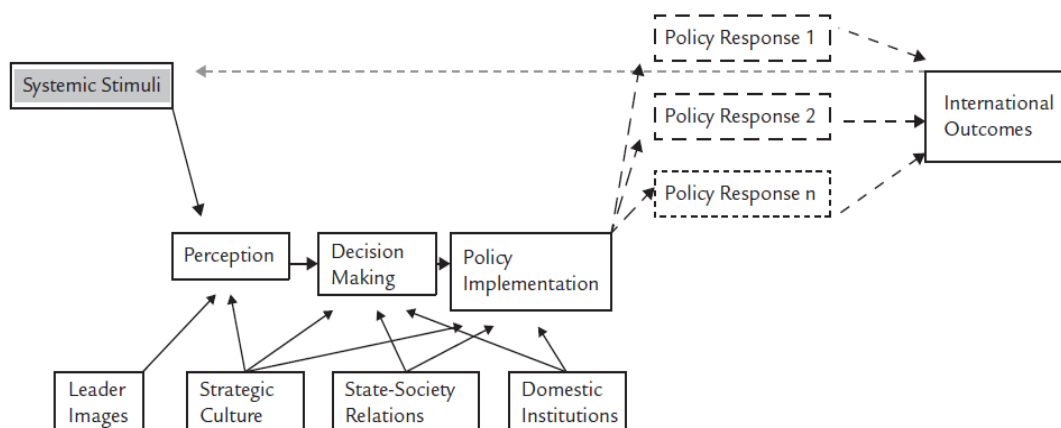 Systemic Stimuli
Policy Response 1
Policy Response 2
Policy Response n
International
Outcomes
Perception
Decision
Making
Policy
Implementation
Leader
Images
Strategic
Culture
State-Society
Relations
Domestic
Institutions